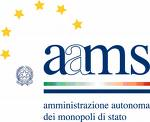 aams
amministrazione autonoma
dei monopoli di stato